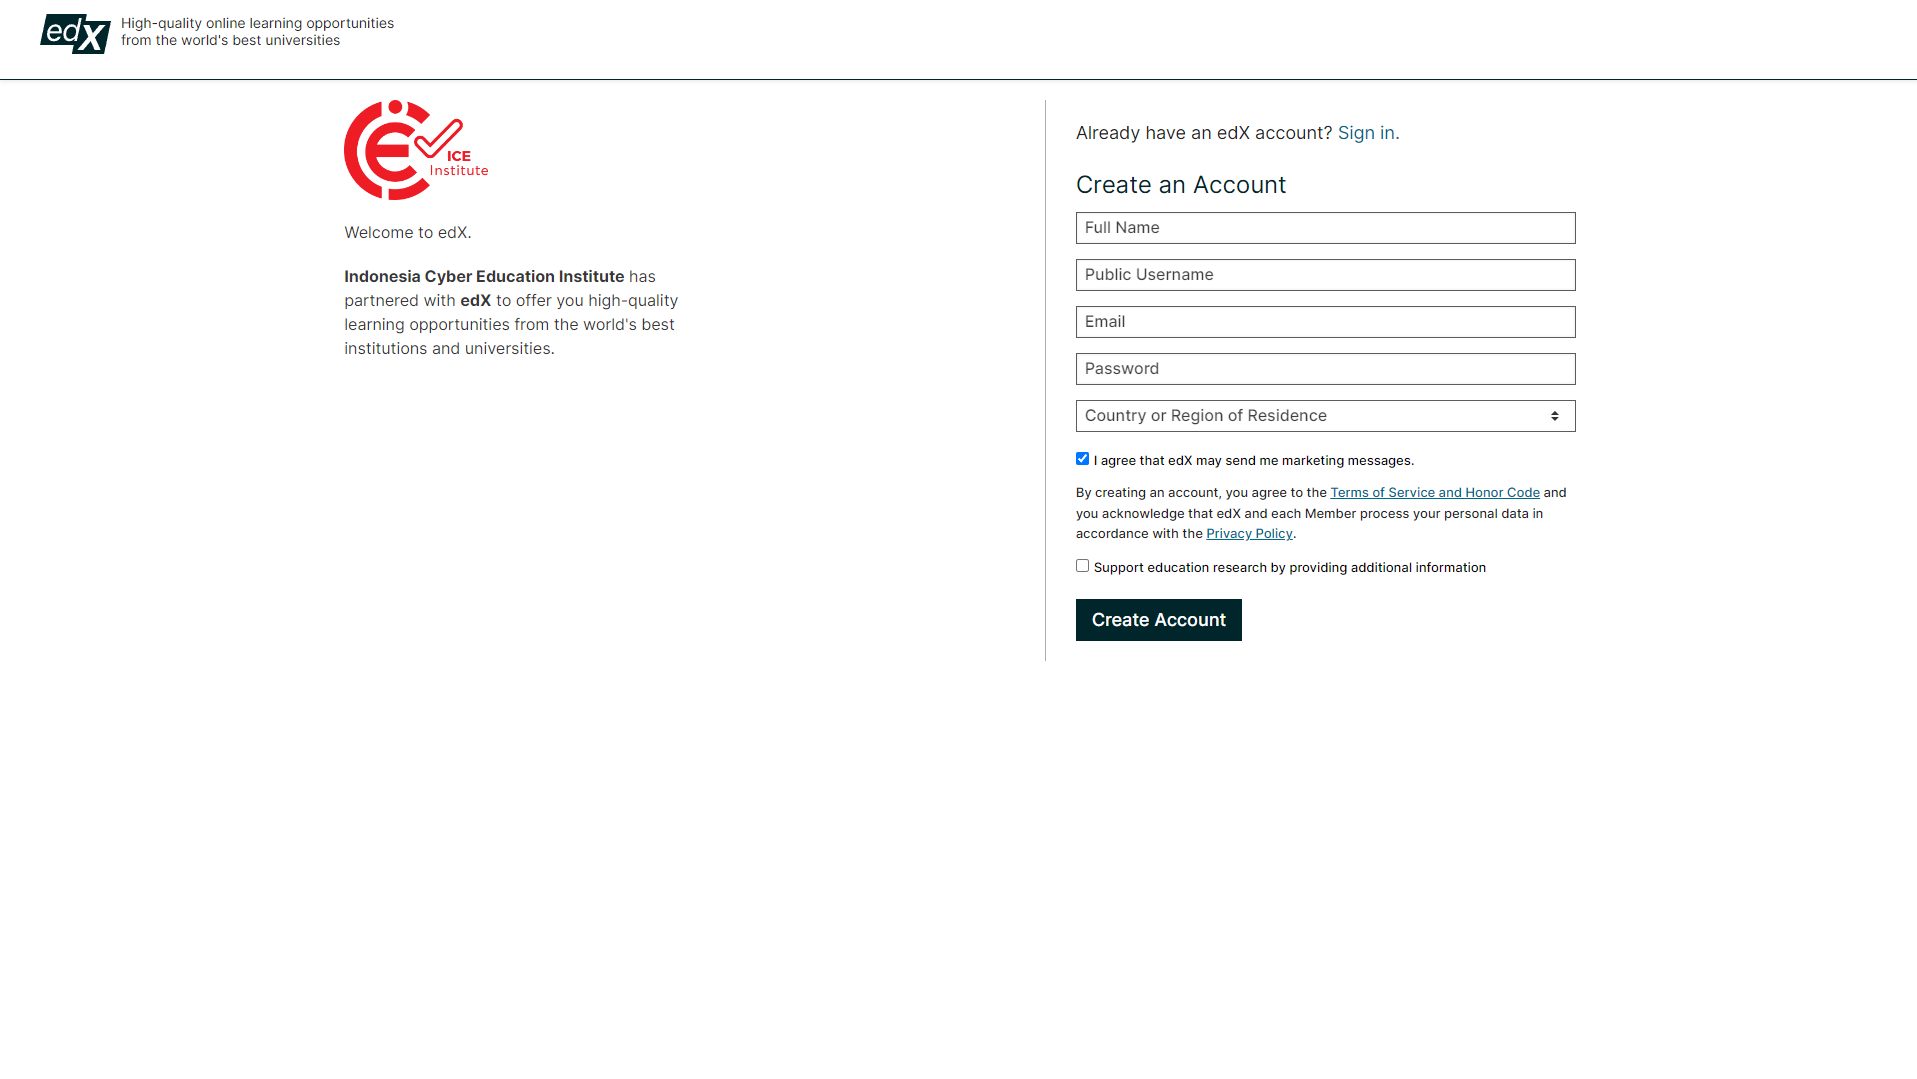 edX
High-quality online learning opportunities
from the world's best universities
ICE
Institute
Welcome to edX.
Indonesia Cyber Education Institute has
partnered with edX to offer you high-quality
learning opportunities from the world's best
institutions and universities.
Already have an edX account? Sign in.
Create an Account
Full Name
Public Username
Email
Password
Country or Region of Residence
I agree that edX may send me marketing messages.
By creating an account, you agree to the Terms of Service and Honor Code and
you acknowledge that edX and each Member process your personal data in
accordance with the Privacy Policy.
Support education research by providing additional information
Create Account